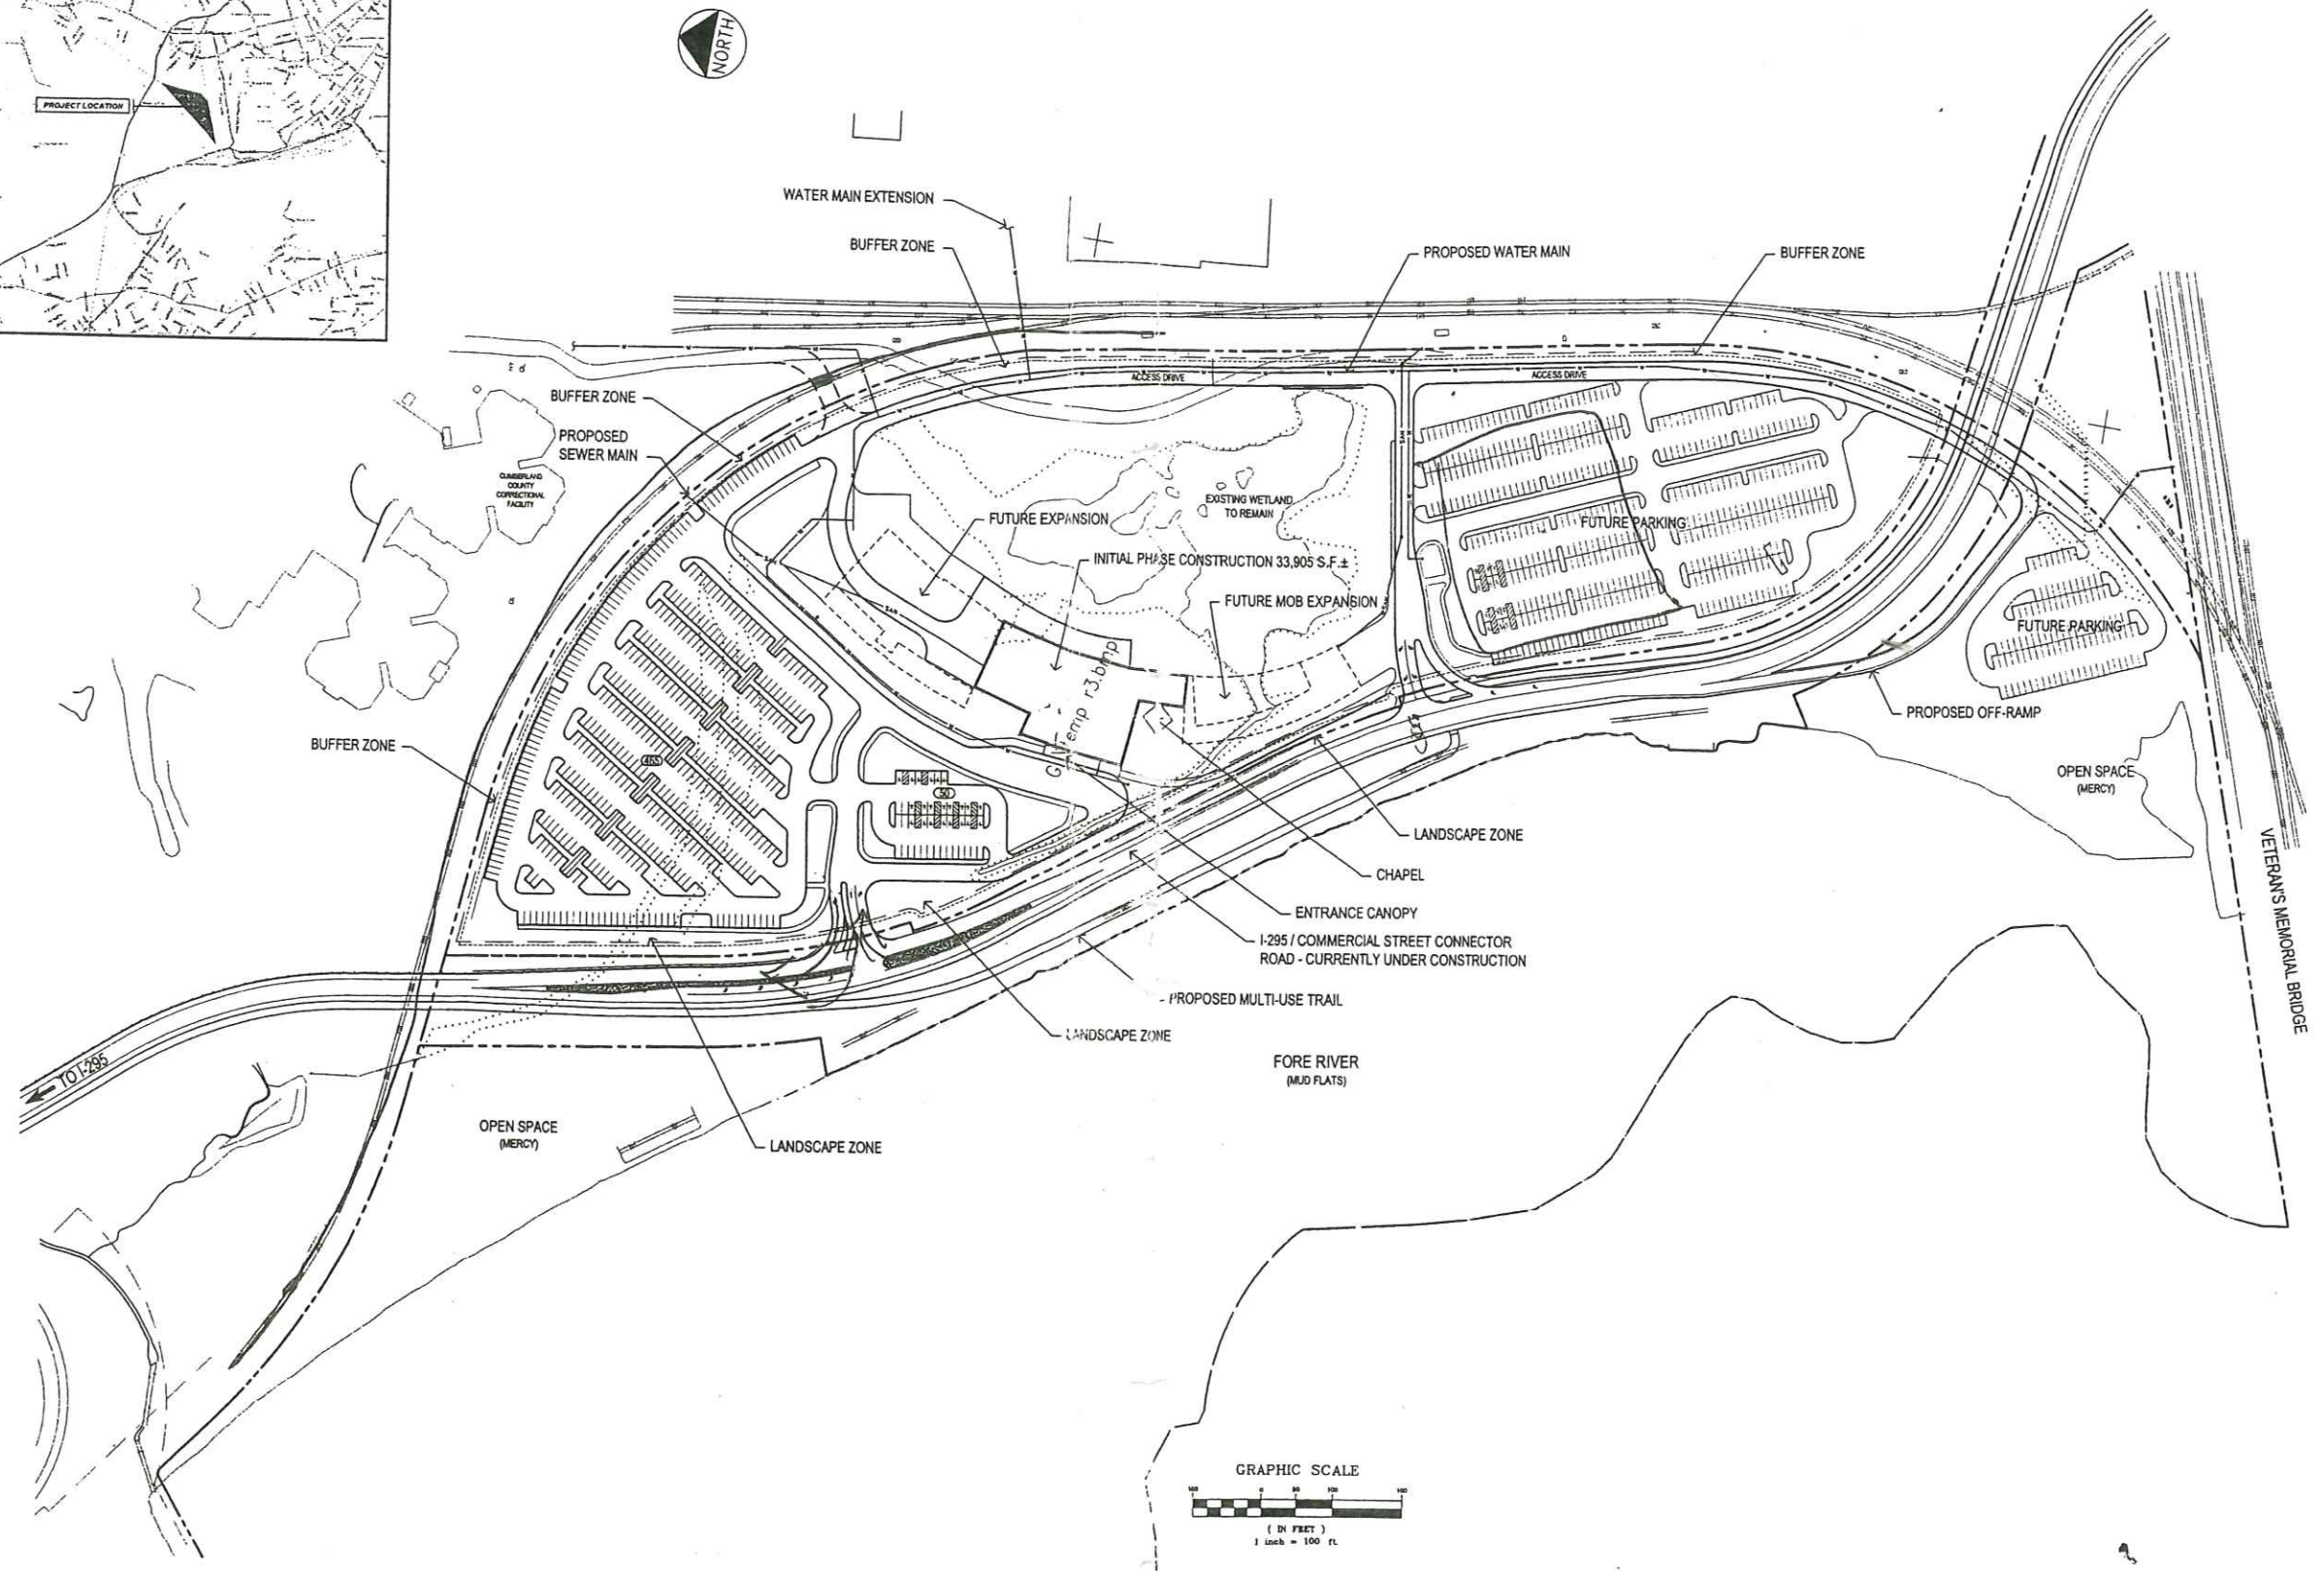 PROJECT LOCATION
NORTH
WATER MAIN EXTENSION
BUFFER ZONE
PROPOSED WATER MAIN
BUFFER ZONE
ACCESS DRIVE
ACCESS DRIVE
BUFFER ZONE
PROPOSED
SEWER MAIN
CUMBERLAND
COUNTY
CORRECTIONAL
FACILITY
EXISTING WETLAND
TO REMAIN
FUTURE EXPANSION
FUTURE PARKING
INITIAL PHASE CONSTRUCTION 33,905 S.F.±
FUTURE MOB EXPANSION
FUTURE PARKING
PROPOSED OFF-RAMP
BUFFER ZONE
465
50
OPEN SPACE
(MERCY)
LANDSCAPE ZONE
CHAPEL
ENTRANCE CANOPY
I-295 / COMMERCIAL STREET CONNECTOR
ROAD - CURRENTLY UNDER CONSTRUCTION
PROPOSED MULTI-USE TRAIL
LANDSCAPE ZONE
VETERAN'S MEMORIAL BRIDGE
TO I-295
FORE RIVER
(MUD FLATS)
OPEN SPACE
(MERCY)
LANDSCAPE ZONE
GRAPHIC SCALE
( IN FEET )
1 inch = 100 ft.